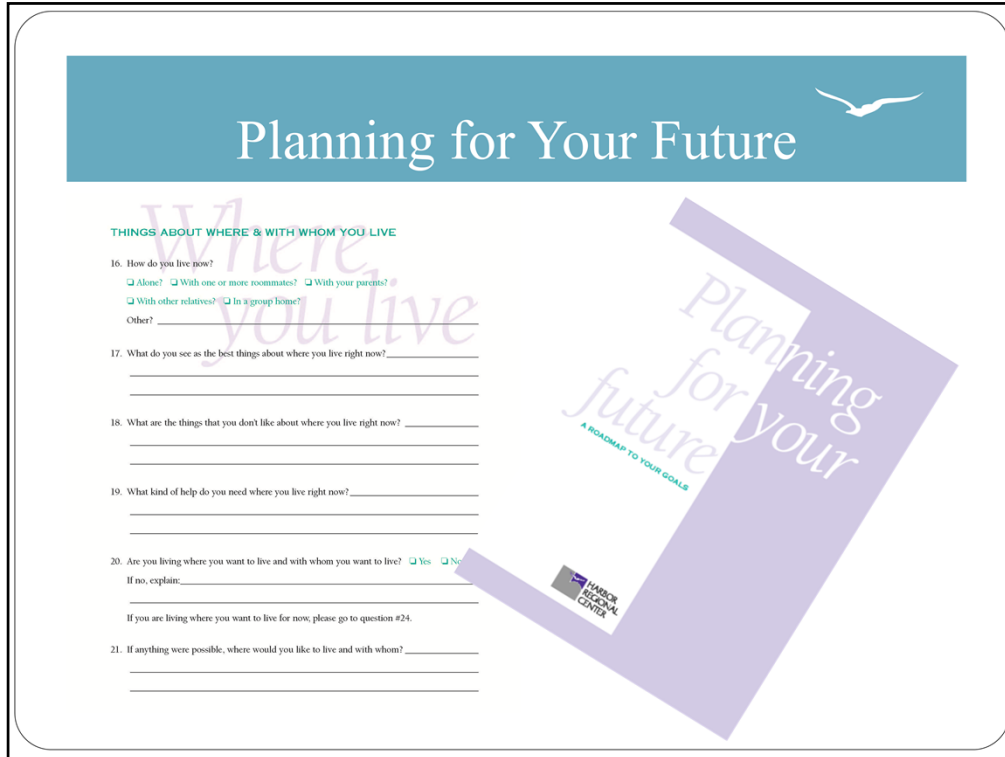 Planning for Your Future
Where
you live
THINGS ABOUT WHERE & WITH WHOM YOU LIVE
16. How do you live now?
❏ Alone? ❏ With one or more roommates? ❏ With your parents?
❏ With other relatives? ❏ In a group home?
Other?
17. What do you see as the best things about where you live right now?
18. What are the things that you don't like about where you live right now?
19. What kind of help do you need where you live right now?
20. Are you living where you want to live and with whom you want to live? ❏ Yes ❏ No
If no, explain:
If you are living where you want to live for now, please go to question #24.
21. If anything were possible, where would you like to live and with whom?
Planning
for your
future
A ROADMAP TO YOUR GOALS
HARBOR
REGIONAL
CENTER